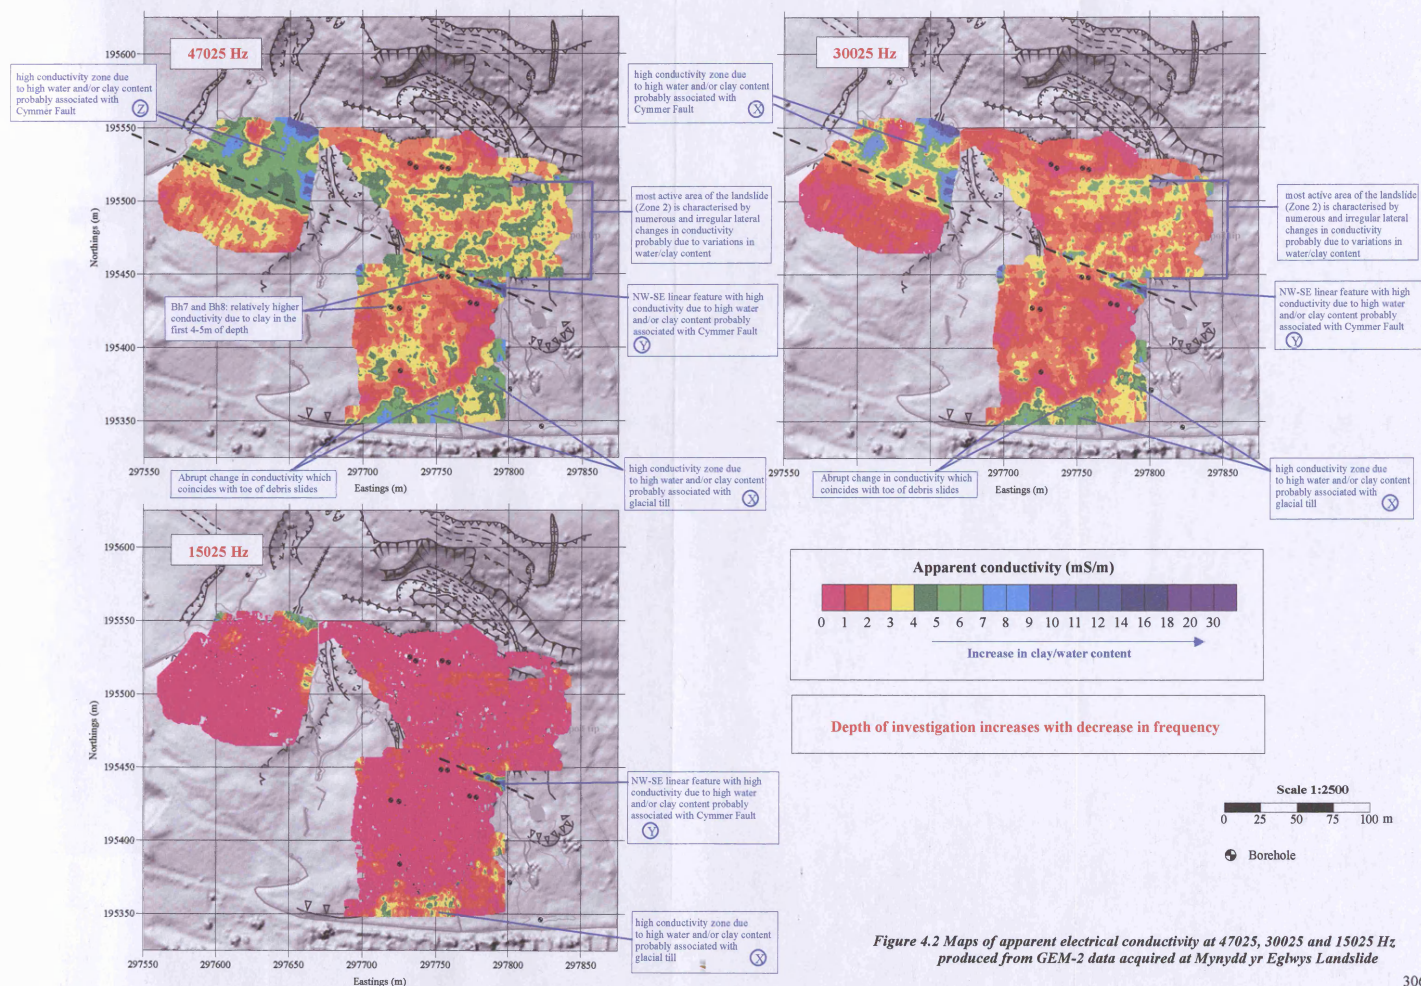 47025 Hz
195600
195550
195500
195450
195400
195350
Northings (m)
297550
297600
297650
297700
297750
297800
297850
Eastings (m)
high conductivity zone due
to high water and/or clay content
probably associated with
Cymmer Fault
Z
most active area of the landslide
(Zone 2) is characterised by
numerous and irregular lateral
changes in conductivity
probably due to variations in
water/clay content
Bh7 and Bh8: relatively higher
conductivity due to clay in the
first 4-5m of depth
NW-SE linear feature with high
conductivity due to high water
and/or clay content probably
associated with Cymmer Fault
Y
Abrupt change in conductivity which
coincides with toe of debris slides
high conductivity zone due
to high water and/or clay content
probably associated with
glacial till
X
30025 Hz
195600
195550
195500
195450
195400
195350
Northings (m)
297550
297600
297650
297700
297750
297800
297850
Eastings (m)
high conductivity zone due
to high water and/or clay content
probably associated with
Cymmer Fault
X
most active area of the landslide
(Zone 2) is characterised by
numerous and irregular lateral
changes in conductivity
probably due to variations in
water/clay content
NW-SE linear feature with high
conductivity due to high water
and/or clay content probably
associated with Cymmer Fault
Y
Abrupt change in conductivity which
coincides with toe of debris slides
high conductivity zone due
to high water and/or clay content
probably associated with
glacial till
X
15025 Hz
195600
195550
195500
195450
195400
195350
Northings (m)
297550
297600
297650
297700
297750
297800
297850
Eastings (m)
NW-SE linear feature with high
conductivity due to high water
and/or clay content probably
associated with Cymmer Fault
Y
high conductivity zone due
to high water and/or clay content
probably associated with
glacial till
X
Apparent conductivity (mS/m)
0 1 2 3 4 5 6 7 8 9 10 11 12 14 16 18 20 30
Increase in clay/water content
Depth of investigation increases with decrease in frequency
Scale 1:2500
0 25 50 75 100 m
Borehole
Figure 4.2 Maps of apparent electrical conductivity at 47025, 30025 and 15025 Hz
produced from GEM-2 data acquired at Mynydd yr Eglwys Landslide